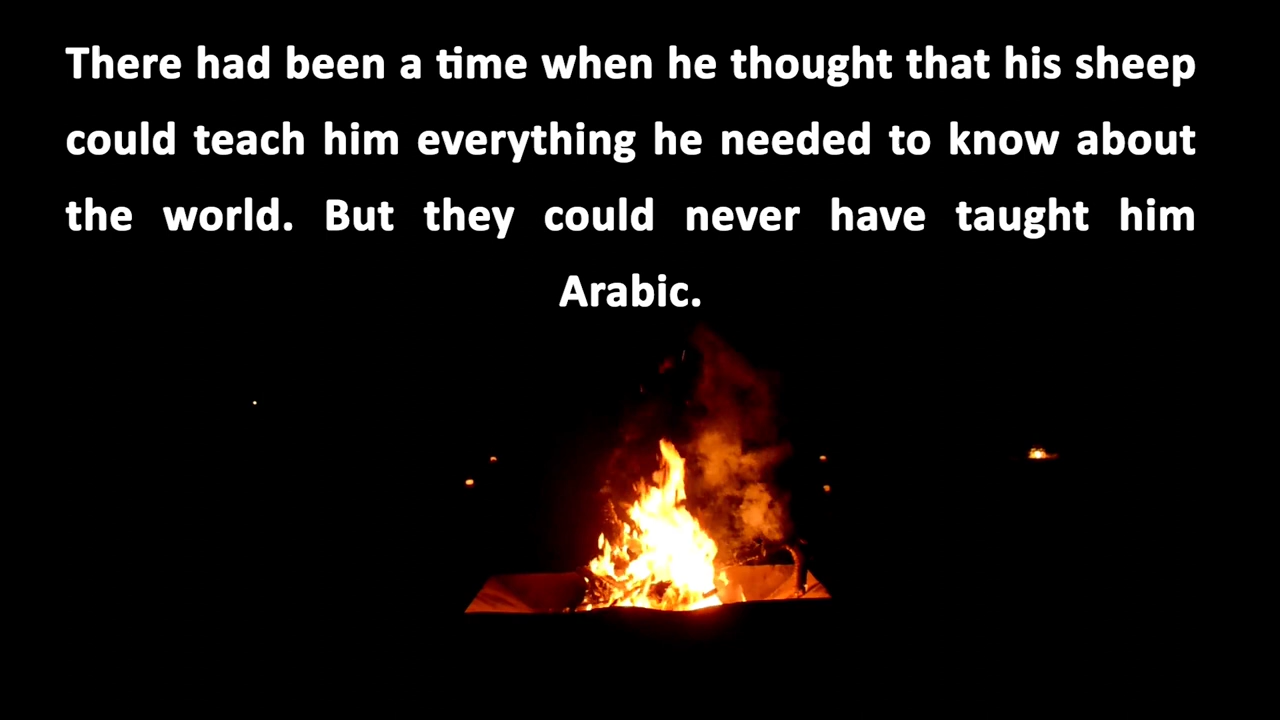 There had been a time when he thought that his sheep
could teach him everything he needed to know about
the world. But they could never have taught him
Arabic.